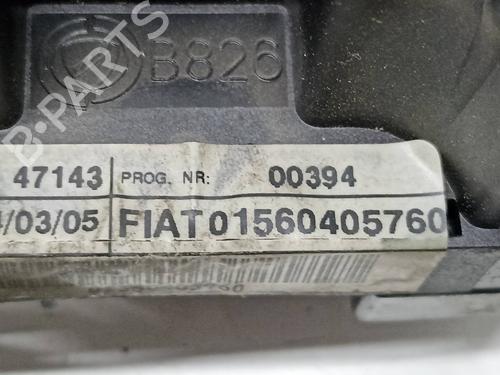 B-PARTS
B826
47143 PROG. NR: 00394
/03/05 FIAT01560405760